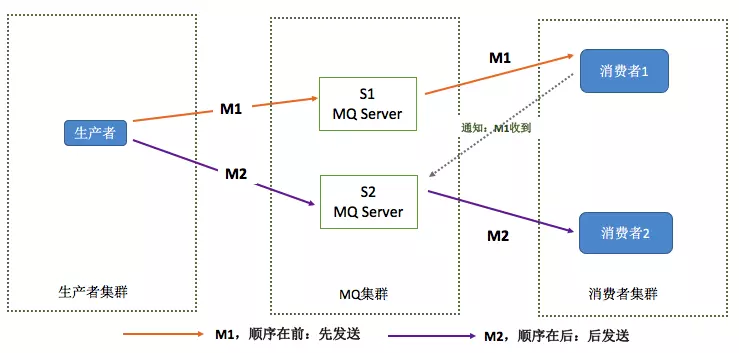 M1
消费者1
S1
MQ Server
M1
生产者
通知：M1收到
M2
S2
MQ Server
M2
消费者2
生产者集群
MQ集群
消费者集群
M1，顺序在前：先发送
M2，顺序在后：后发送